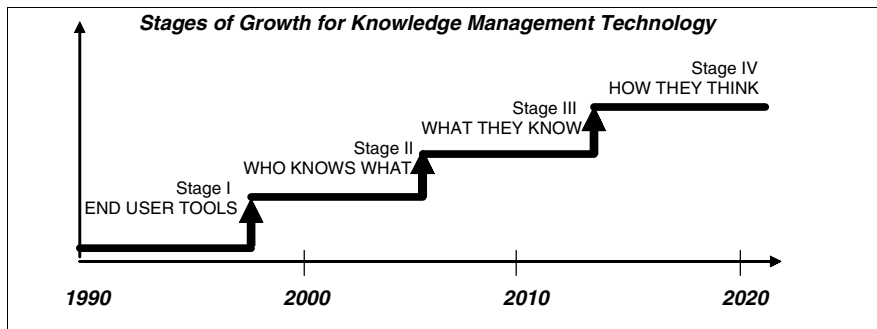 Stages of Growth for Knowledge Management Technology
Stage IV
HOW THEY THINK
Stage III
WHAT THEY KNOW
Stage II
WHO KNOWS WHAT
Stage I
END USER TOOLS
1990
2000
2010
2020